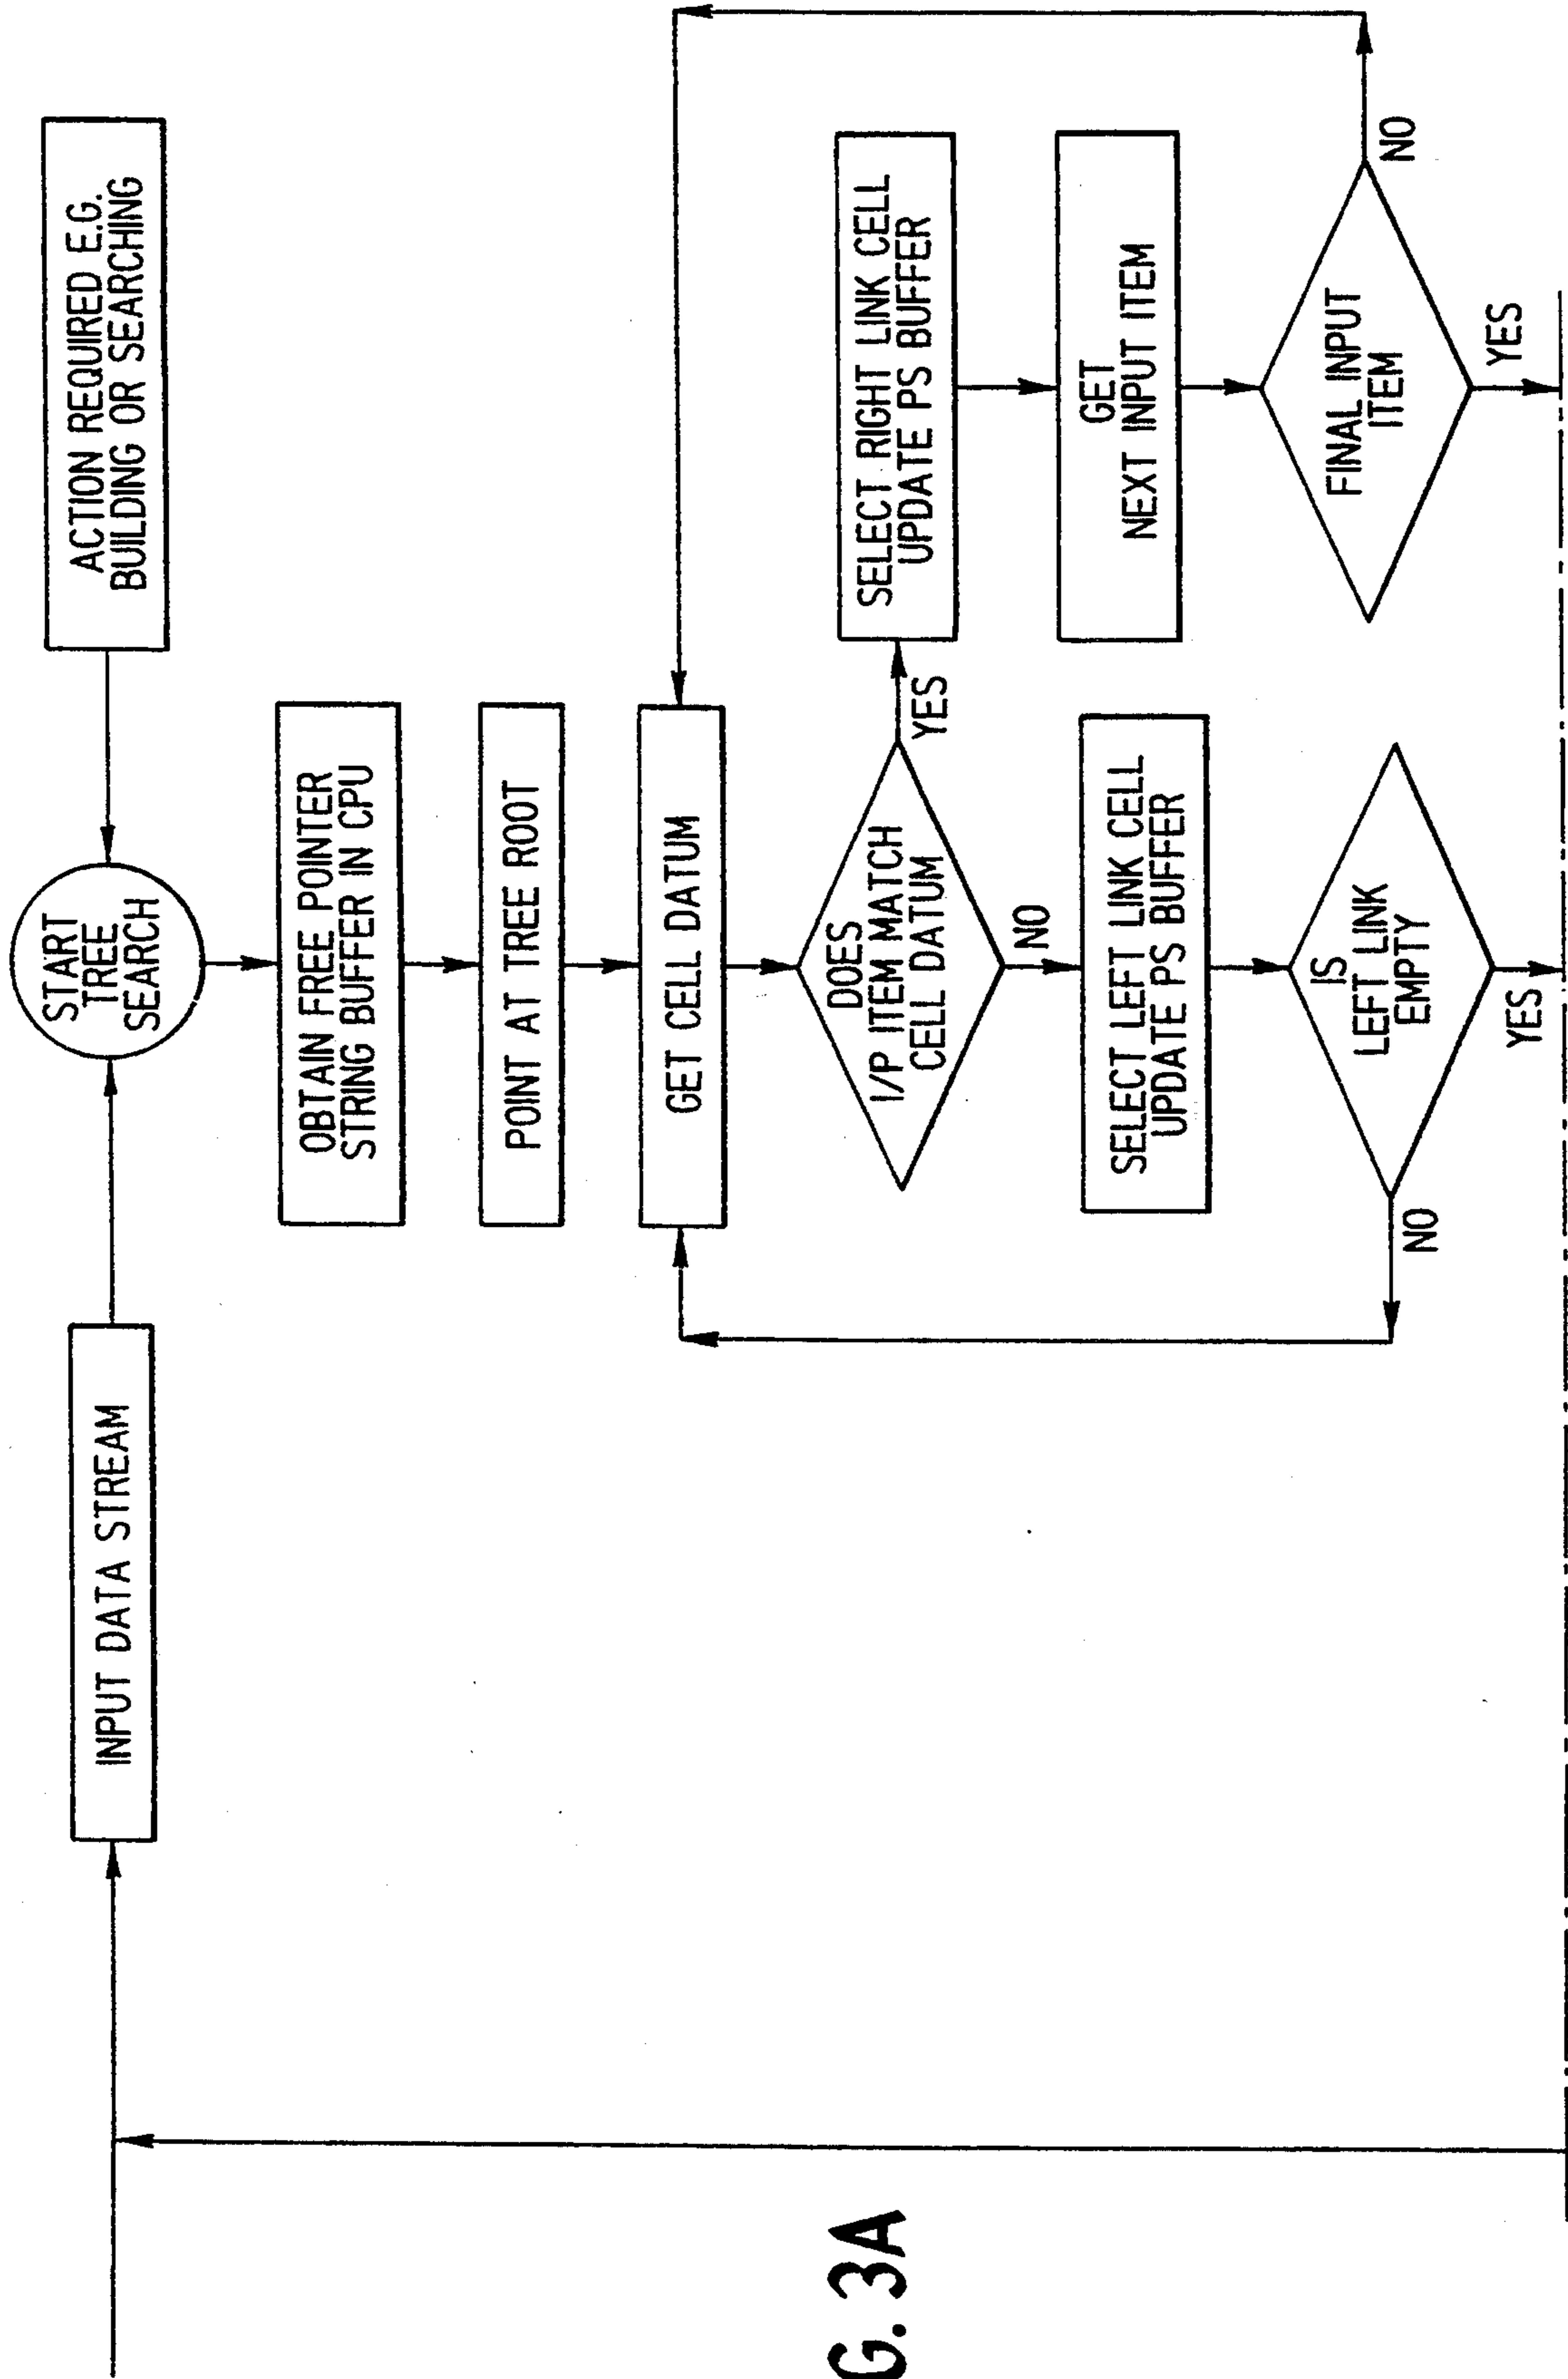 INPUT DATA STREAM
START
TREE
SEARCH
ACTION REQUIRED E.G.
BUILDING OR SEARCHING
OBTAIN FREE POINTER
STRING BUFFER IN CPU
POINT AT TREE ROOT
GET CELL DATUM
DOES
I/P ITEM MATCH
CELL DATUM
YES
NO
SELECT RIGHT LINK CELL
UPDATE PS BUFFER
GET
NEXT INPUT ITEM
FINAL INPUT
ITEM
NO
YES
SELECT LEFT LINK CELL
UPDATE PS BUFFER
IS
LEFT LINK
EMPTY
NO
YES
G. 3A